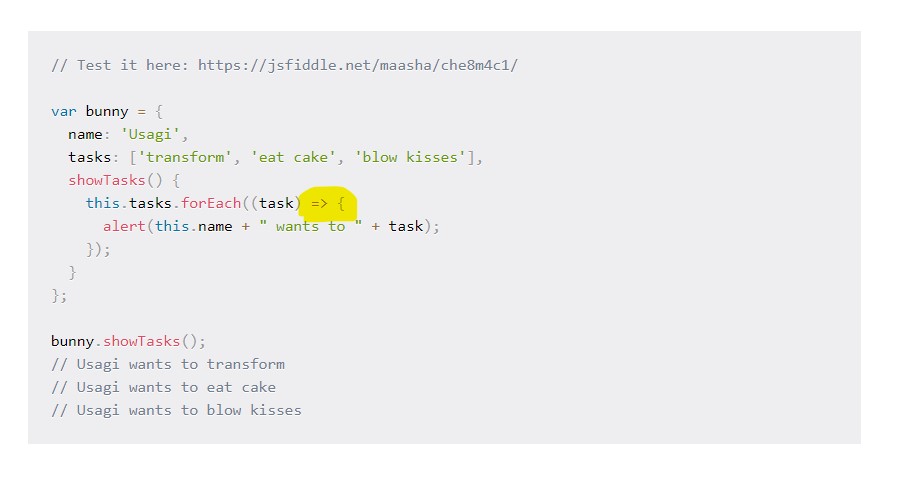 // Test it here: https://jsfiddle.net/maasha/che8m4c1/
var bunny = {
name: 'Usagi',
tasks: ['transform', 'eat cake', 'blow kisses'],
showTasks() {
this.tasks.forEach((task) => {
alert(this.name + " wants to " + task);
});
}
};
bunny.showTasks();
// Usagi wants to transform
// Usagi wants to eat cake
// Usagi wants to blow kisses